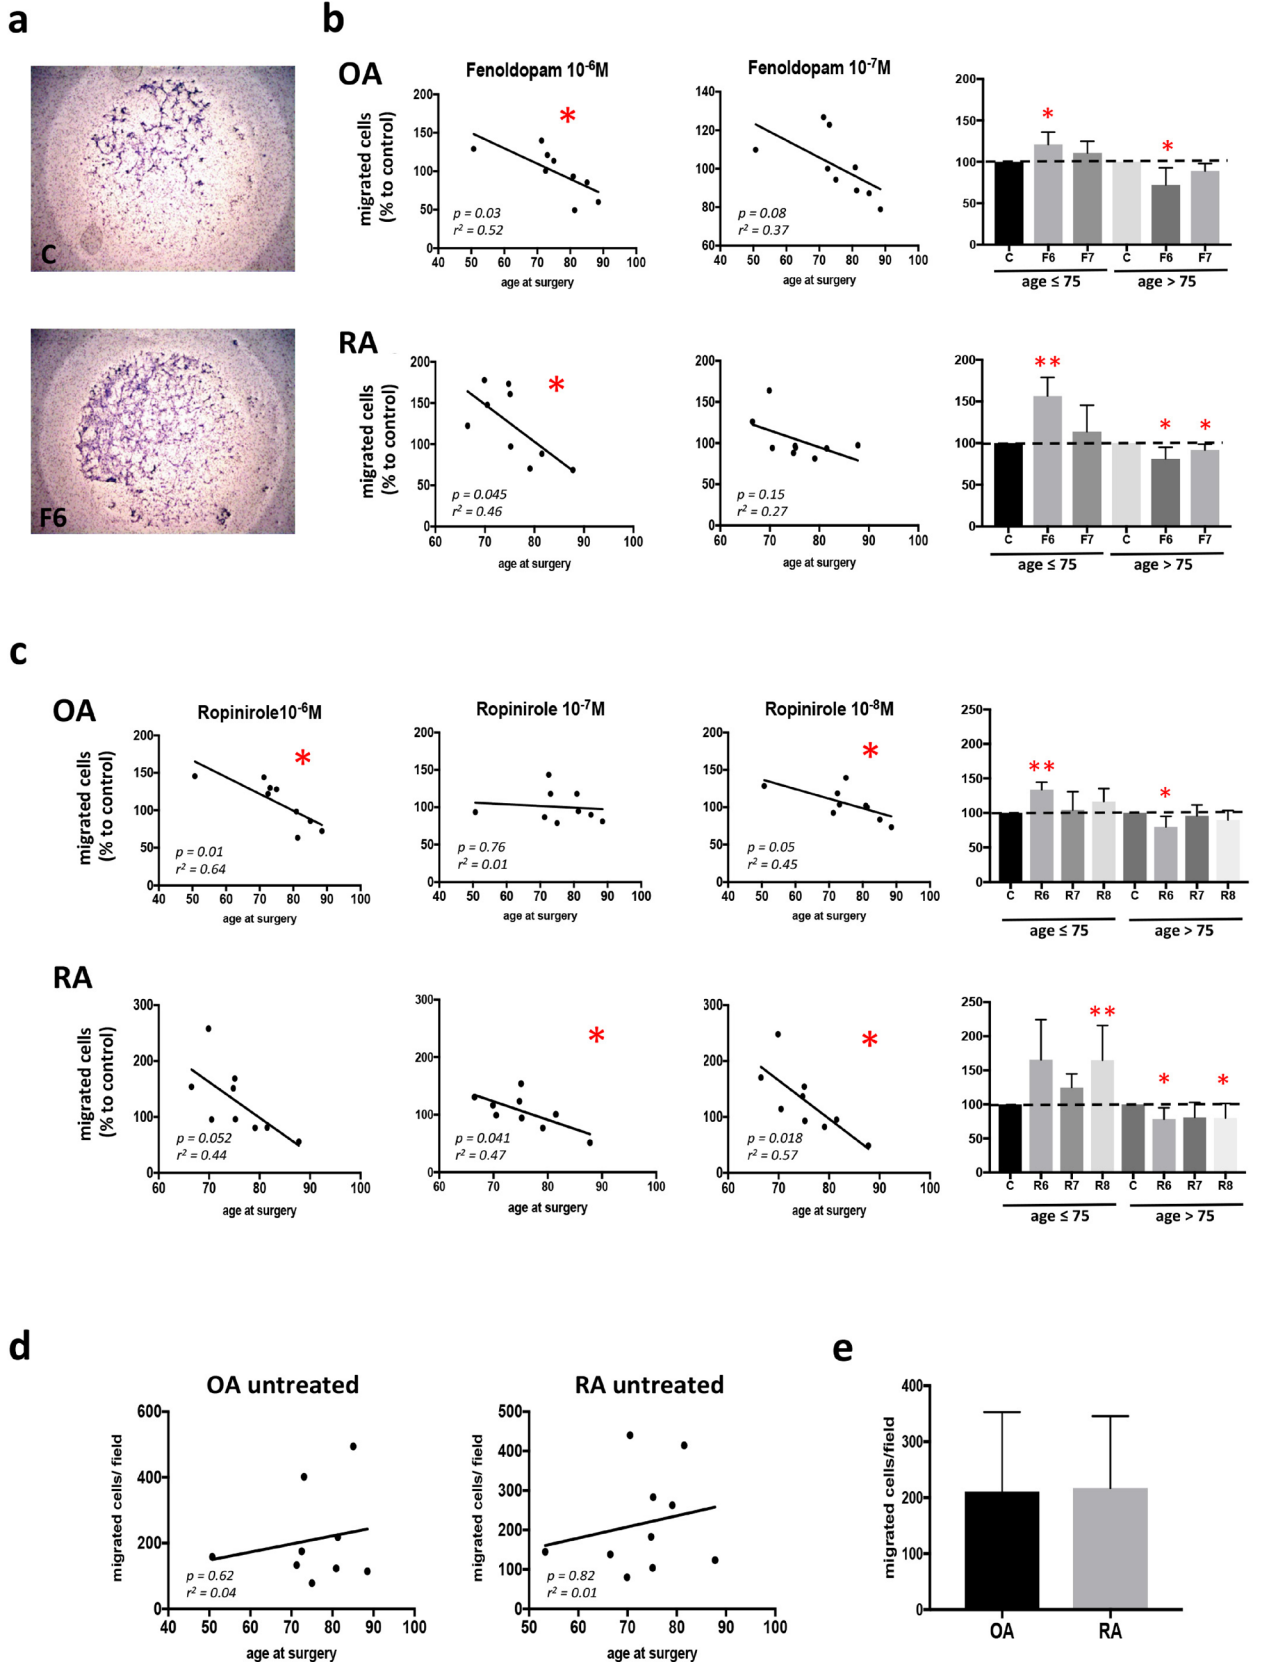 a
C
F6
b
OA
Fenoldopam 10-6M
migrated cells
(% to control)
200
150
100
50
0
*
p = 0.03
r2 = 0.52
40 50 60 70 80 90 100
age at surgery
Fenoldopam 10-7M
140
120
100
80
60
p = 0.08
r2 = 0.37
40 50 60 70 80 90 100
age at surgery
200
150
100
50
0
* *
C F6 F7 C F6 F7
age ≤ 75 age > 75
RA
migrated cells
(% to control)
200
150
100
50
0
*
p = 0.045
r2 = 0.46
60 70 80 90 100
age at surgery
200
150
100
50
0
p = 0.15
r2 = 0.27
60 70 80 90 100
age at surgery
200
150
100
50
0
** * *
C F6 F7 C F6 F7
age ≤ 75 age > 75
c
OA
Ropinirole10-6M
migrated cells
(% to control)
200
150
100
50
0
*
p = 0.01
r2 = 0.64
40 50 60 70 80 90 100
age at surgery
Ropinirole 10-7M
200
150
100
50
0
p = 0.76
r2 = 0.01
40 50 60 70 80 90 100
age at surgery
Ropinirole 10-8M
200
150
100
50
0
*
p = 0.05
r2 = 0.45
40 50 60 70 80 90 100
age at surgery
250
200
150
100
50
0
** *
C R6 R7 R8 C R6 R7 R8
age ≤ 75 age > 75
RA
migrated cells
(% to control)
300
200
100
0
p = 0.052
r2 = 0.44
60 70 80 90 100
age at surgery
300
200
100
0
*
p = 0.041
r2 = 0.47
60 70 80 90 100
age at surgery
300
200
100
0
*
p = 0.018
r2 = 0.57
60 70 80 90 100
age at surgery
250
200
150
100
50
0
** * *
C R6 R7 R8 C R6 R7 R8
age ≤ 75 age > 75
d
OA untreated
migrated cells/ field
600
400
200
0
p = 0.62
r2 = 0.04
40 50 60 70 80 90 100
age at surgery
RA untreated
migrated cells/ field
500
400
300
200
100
0
p = 0.82
r2 = 0.01
50 60 70 80 90 100
age at surgery
e
migrated cells/field
400
300
200
100
0
OA RA